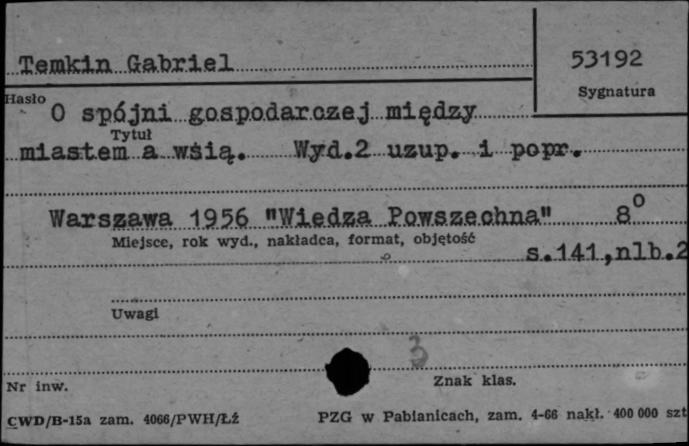 Temkin Gabriel
53192
Hasło
Sygnatura
O spójni gospodarczej między
Tytuł
miastem a wsią. Wyd.2 uzup. i popr.
Warszawa 1956 "Wiedza Powszechna" 8°
Miejsce, rok wyd., nakładca, format, objętość
s.141,nlb.2
Uwagi
3
Nr inw.
Znak klas.
CWD/B-15a zam. 4066/PWH/Łź
PZG w Pabianicach, zam. 4-66 nakł. 400 000 szt